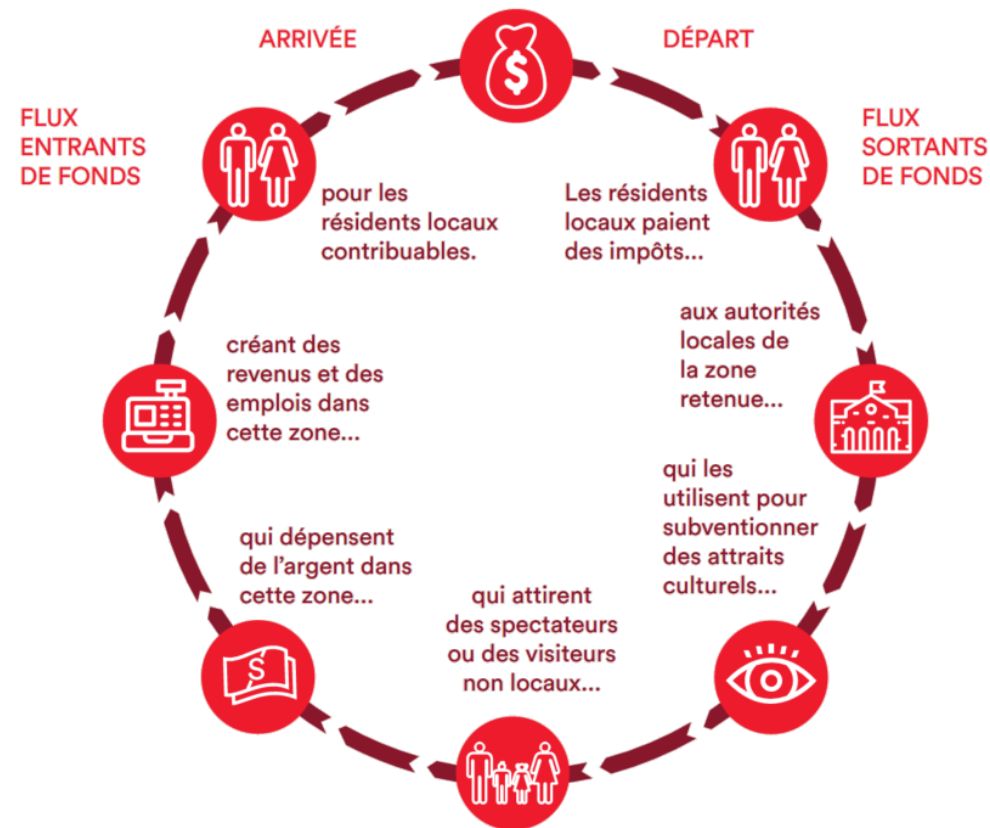 ARRIVÉE
DÉPART
FLUX
ENTRANTS
DE FONDS
FLUX
SORTANTS
DE FONDS
$
Les résidents
locaux paient
des impôts...
aux autorités
locales de
la zone
retenue...
qui les
utilisent pour
subventionner
des attraits
culturels...
qui attirent
des spectateurs
ou des visiteurs
non locaux...
qui dépensent
de l’argent dans
cette zone...
S
créant des
revenus et des
emplois dans
cette zone...
pour les
résidents locaux
contribuables.